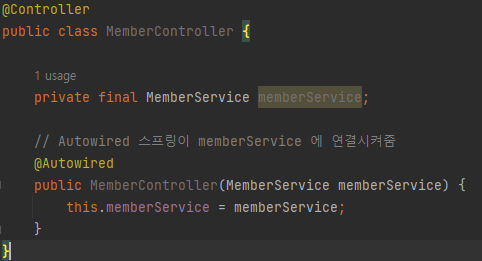 @Controller
public class MemberController {
1 usage
private final MemberService memberService;
// Autowired 스프링이 memberService 에 연결시켜줌
@Autowired
public MemberController(MemberService memberService) {
this.memberService = memberService;
}
}